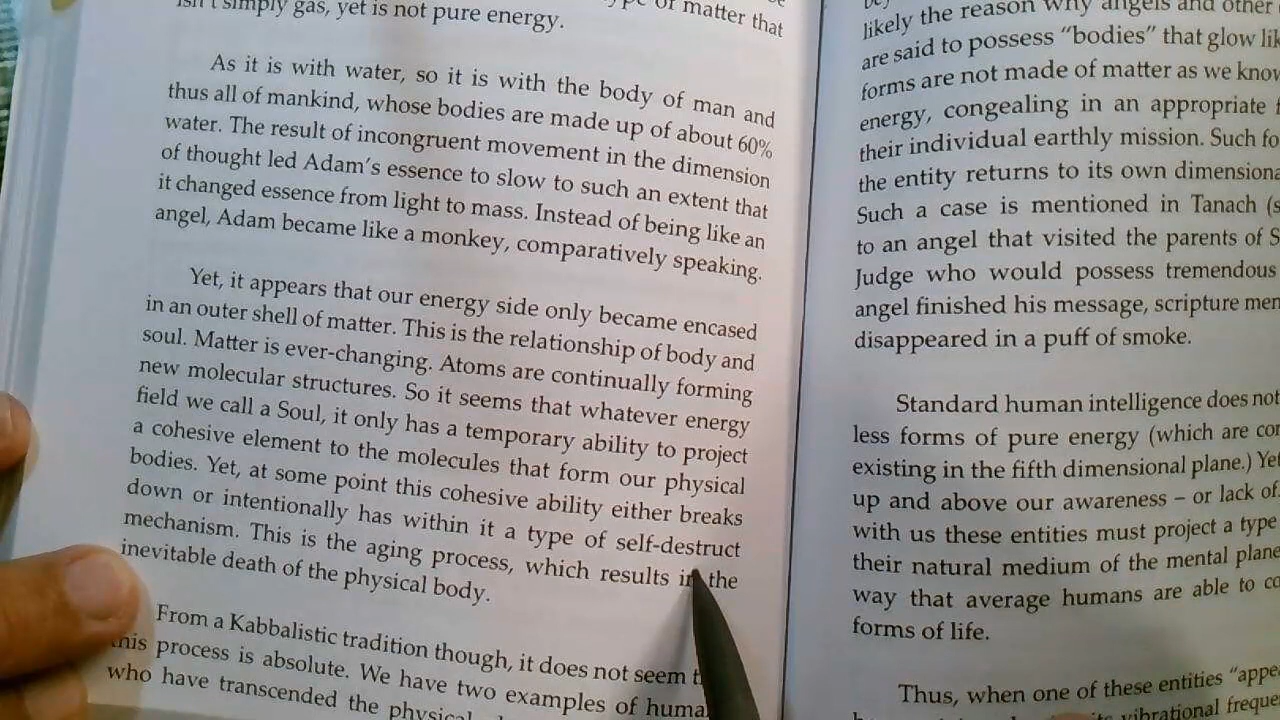 isn't simply gas, yet is not pure energy.
of matter that
As it is with water, so it is with the body of man and
thus all of mankind, whose bodies are made up of about 60%
water. The result of incongruent movement in the dimension
of thought led Adam's essence to slow to such an extent that
it changed essence from light to mass. Instead of being like an
angel, Adam became like a monkey, comparatively speaking.
Yet, it appears that our energy side only became encased
in an outer shell of matter. This is the relationship of body and
soul. Matter is ever-changing. Atoms are continually forming
new molecular structures. So it seems that whatever energy
field we call a Soul, it only has a temporary ability to project
a cohesive element to the molecules that form our physical
bodies. Yet, at some point this cohesive ability either breaks
down or intentionally has within it a type of self-destruct
mechanism. This is the aging process, which results in the
inevitable death of the physical body.
From a Kabbalistic tradition though, it does not seem
this process is absolute. We have two examples of
who have transcended the
likely the reason why angels and other
are said to possess "bodies" that glow
forms are not made of matter as we
energy, congealing in an appropriate
their individual earthly mission. Such
the entity returns to its own
Such a case is mentioned in Tanach
to an angel that visited the parents of
Judge who would possess tremendous
angel finished his message, scripture
disappeared in a puff of smoke.
Standard human intelligence does not
less forms of pure energy (which are
existing in the fifth dimensional plane.)
up and above our awareness – or lack of
with us these entities must project a type
their natural medium of the mental plane
way that average humans are able to
forms of life.
Thus, when one of these entities
its vibrational